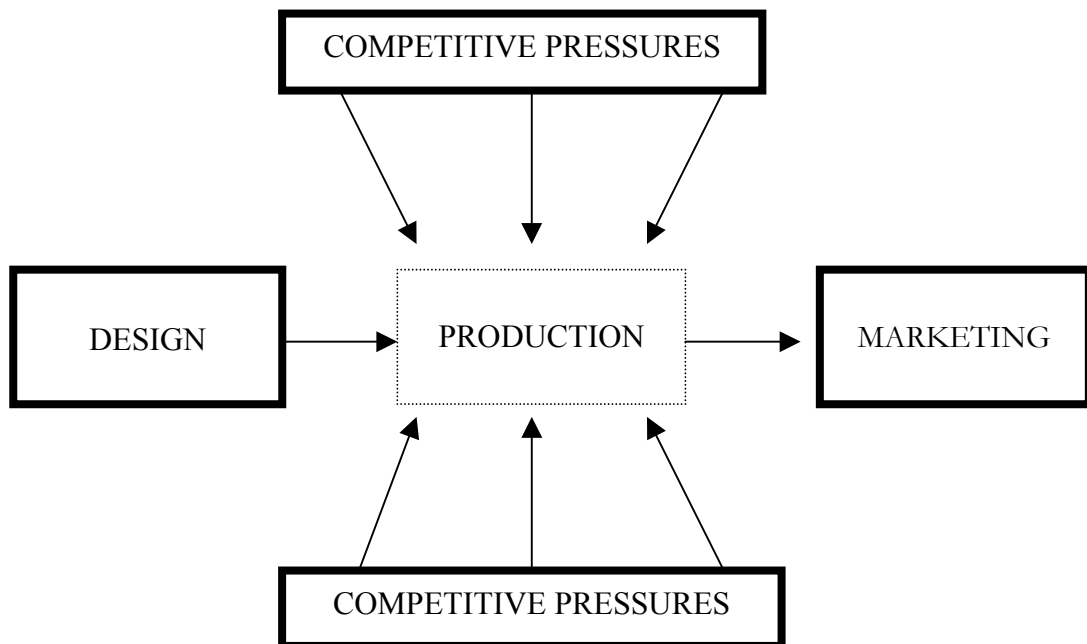 COMPETITIVE PRESSURES
DESIGN
PRODUCTION
MARKETING
COMPETITIVE PRESSURES